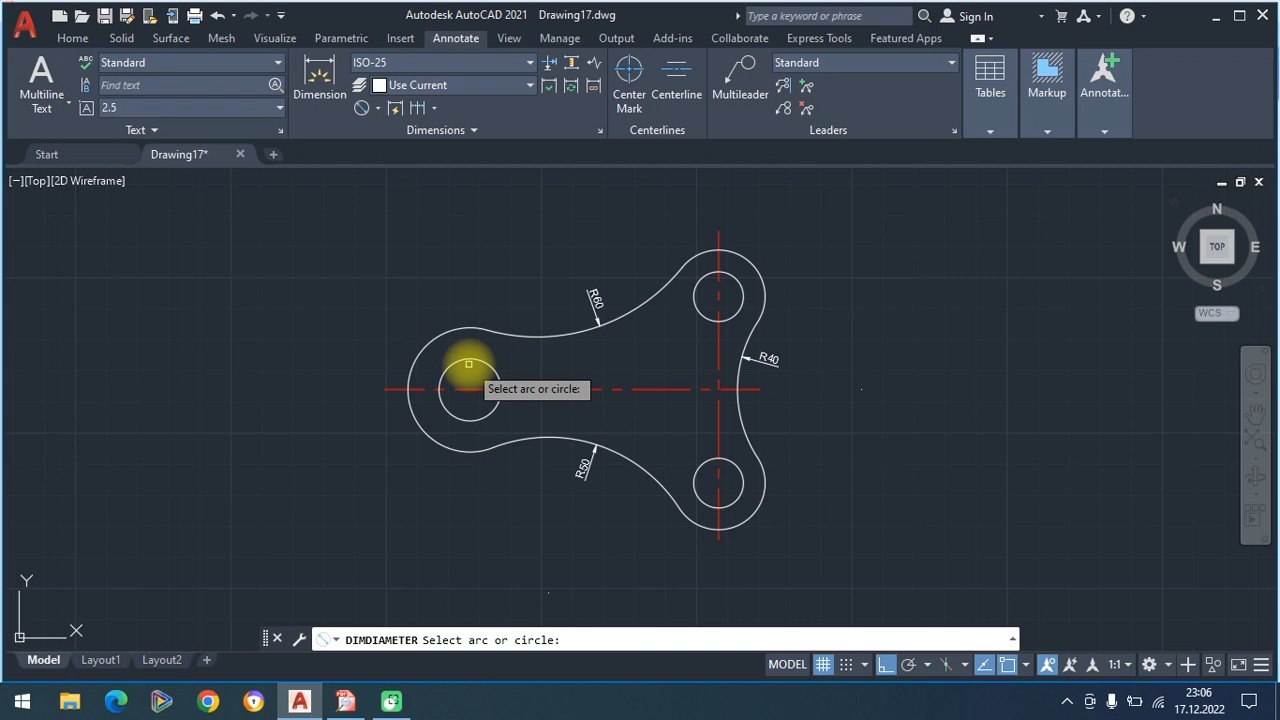 Autodesk AutoCAD 2021 Drawing17.dwg
Type a keyword or phrase
Sign In
Home Solid Surface Mesh Visualize Parametric Insert Annotate View Manage Output Add-ins Collaborate Express Tools Featured Apps
A
Multiline
Text
ABC
Standard
Find text
A
2.5
Text
Dimension
ISO-25
Use Current
Dimensions
Center
Mark
Centerline
Centerlines
Multileader
Standard
Leaders
Tables
Markup
Annotat...
Start
Drawing17*
[−][Top][2D Wireframe]
N
W TOP E
S
WCS
R60
R40
R50
Select arc or circle:
Y
X
DIMDIAMETER Select arc or circle:
Model Layout1 Layout2
MODEL
1:1
23:06
17.12.2022